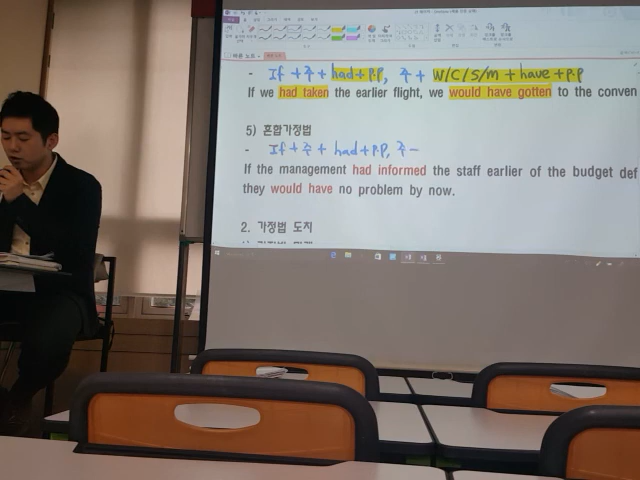 - If + 주 + had + p.p, 주 + W/C/S/m + have + p.p
If we had taken the earlier flight, we would have gotten to the conven
5) 혼합가정법
- If + 주 + had + p.p, 주 -
If the management had informed the staff earlier of the budget def
they would have no problem by now.
2. 가정법 도치